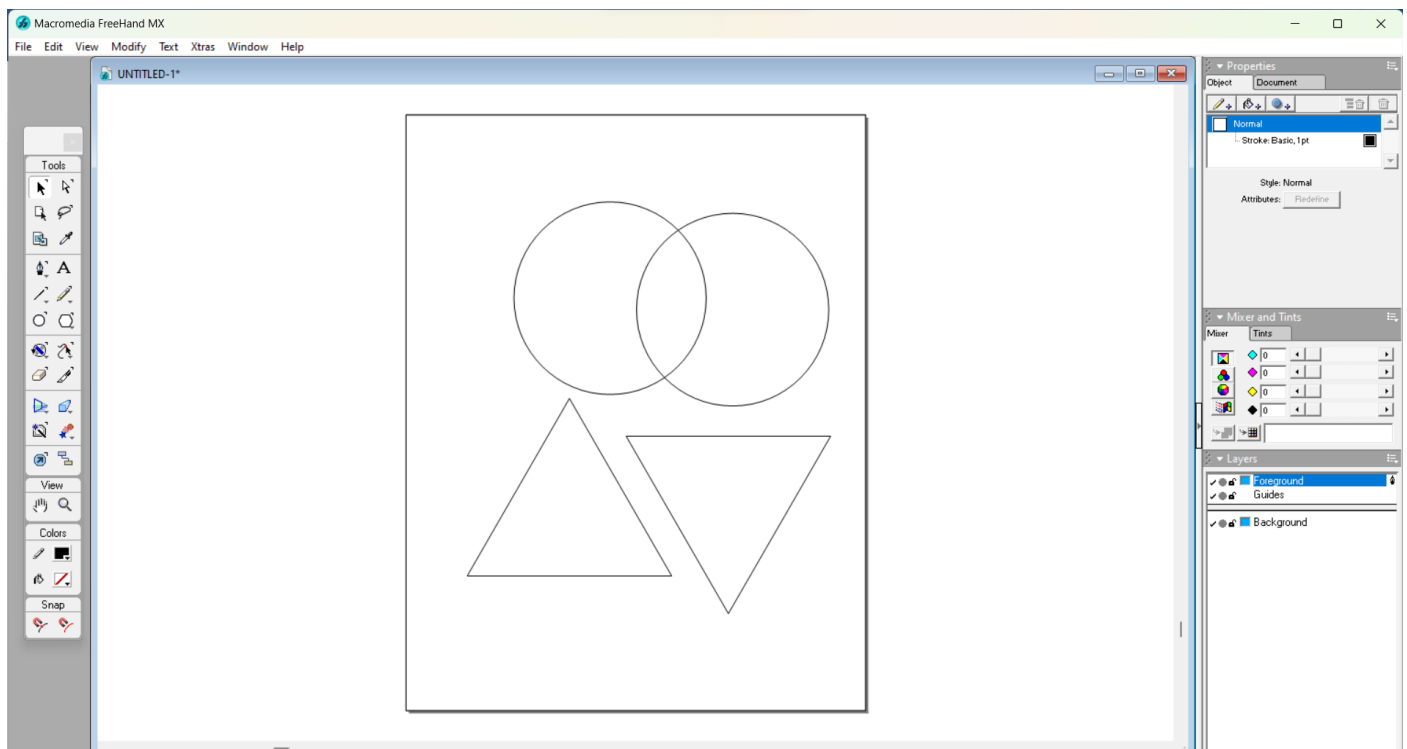 Macromedia FreeHand MX
File Edit View Modify Text Xtras Window Help
UNTITLED-1*
Tools
A
View
Colors
Snap
Properties
Object Document
Normal
Stroke: Basic, 1pt
Style: Normal
Attributes: Redefine
Mixer and Tints
Mixer Tints
0
0
0
0
Layers
Foreground
Guides
Background